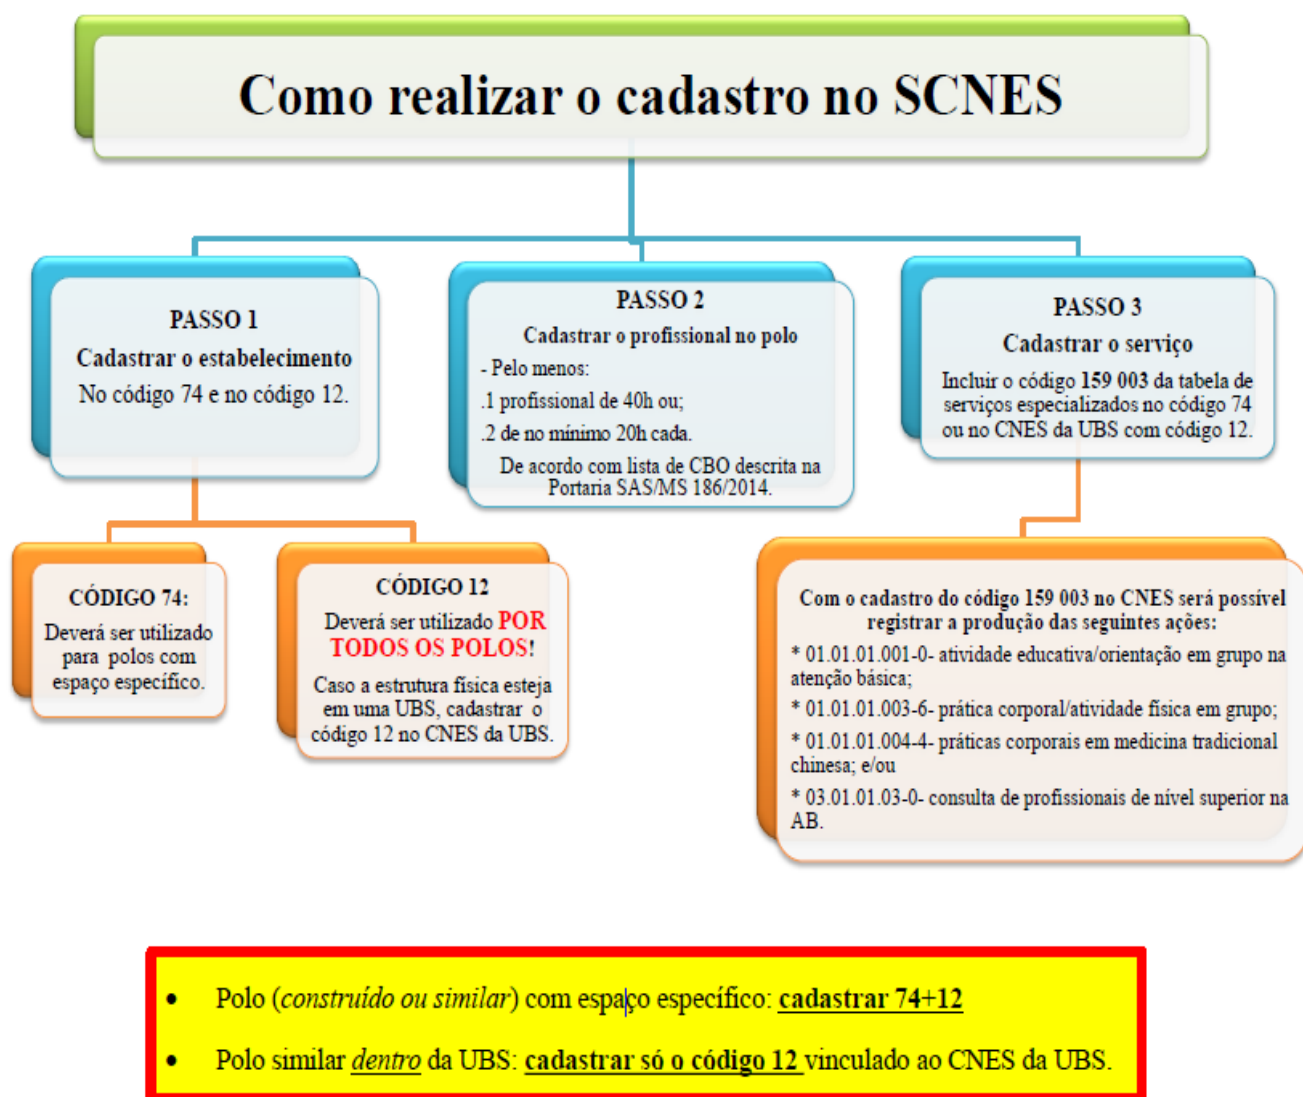 Como realizar o cadastro no SCNES
PASSO 1
Cadastrar o estabelecimento
No código 74 e no código 12.
PASSO 2
Cadastrar o profissional no polo
- Pelo menos:
.1 profissional de 40h ou;
.2 de no mínimo 20h cada.
De acordo com lista de CBO descrita na
Portaria SAS/MS 186/2014.
PASSO 3
Cadastrar o serviço
Incluir o código 159 003 da tabela de
serviços especializados no código 74
ou no CNES da UBS com código 12.
CÓDIGO 74:
Deverá ser utilizado
para polos com
espaço específico.
CÓDIGO 12
Deverá ser utilizado POR
TODOS OS POLOS!
Caso a estrutura física esteja
em uma UBS, cadastrar o
código 12 no CNES da UBS.
Com o cadastro do código 159 003 no CNES será possível
registrar a produção das seguintes ações:
* 01.01.01.001-0- atividade educativa/orientação em grupo na
atenção básica;
* 01.01.01.003-6- prática corporal/atividade física em grupo;
* 01.01.01.004-4- práticas corporais em medicina tradicional
chinesa; e/ou
* 03.01.01.03-0- consulta de profissionais de nível superior na
AB.
• Polo (construído ou similar) com espaço específico: cadastrar 74+12
• Polo similar dentro da UBS: cadastrar só o código 12 vinculado ao CNES da UBS.